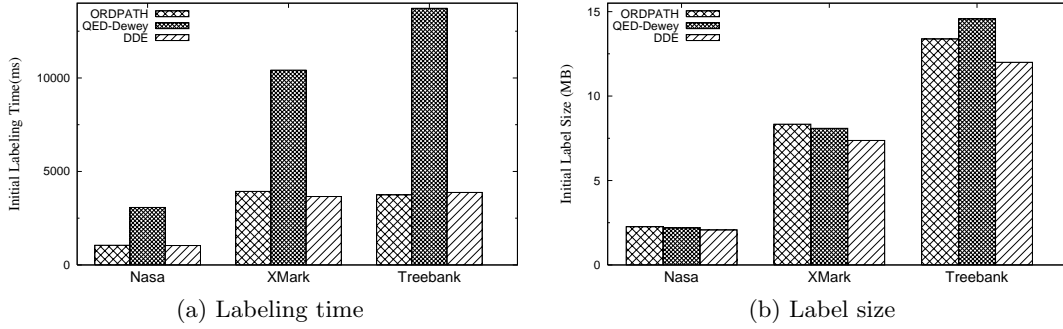 ORDPATH
QED-Dewey
DDE
10000
5000
0
Initial Labeling Time(ms)
Nasa XMark Treebank
(a) Labeling time
15
ORDPATH
QED-Dewey
DDE
10
5
0
Initial Label Size (MB)
Nasa XMark Treebank
(b) Label size